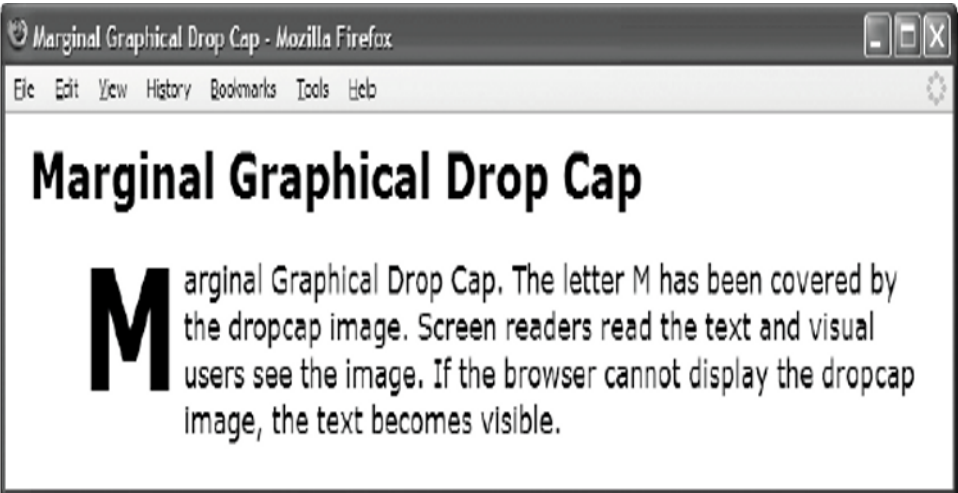 Marginal Graphical Drop Cap - Mozilla Firefox
File Edit View History Bookmarks Tools Help
Marginal Graphical Drop Cap
Marginal Graphical Drop Cap. The letter M has been covered by
the dropcap image. Screen readers read the text and visual
users see the image. If the browser cannot display the dropcap
image, the text becomes visible.